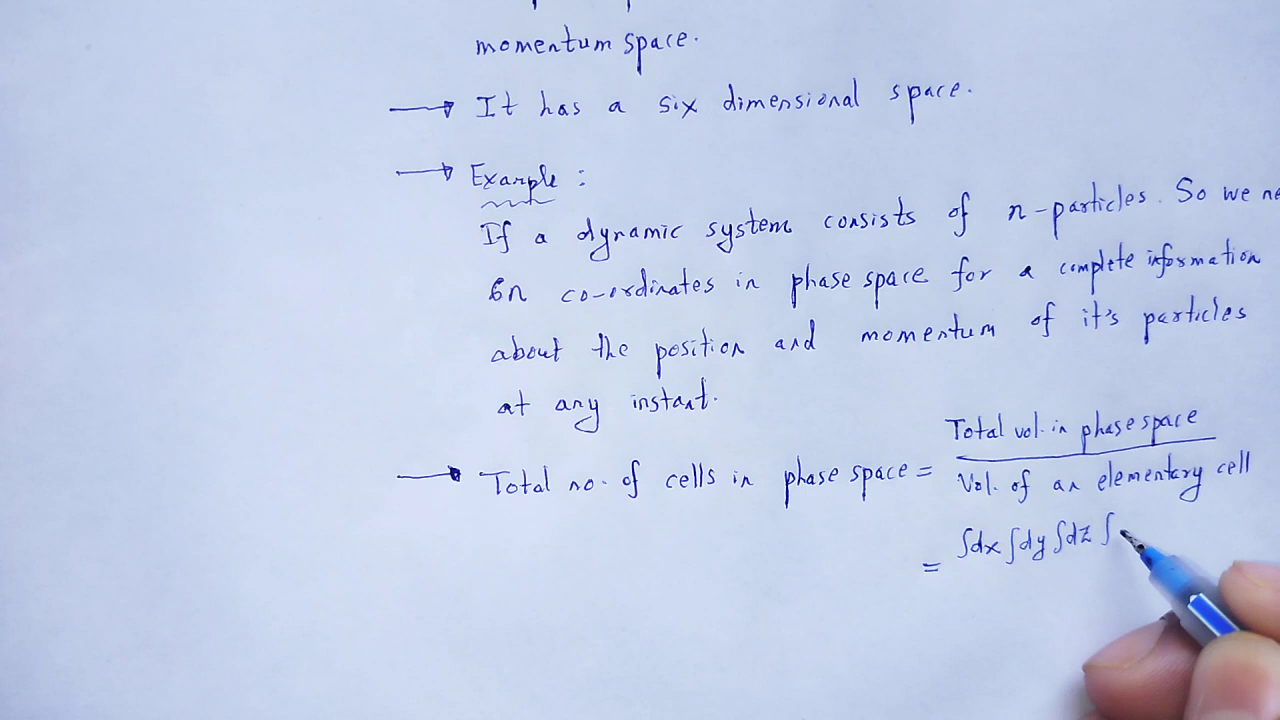 momentum space.
→ It has a six dimensional space.
→ Example :
If a dynamic system consists of n-particles. So we ne
6n co-ordinates in phase space for a complete information
about the position and momentum of it's particles
at any instant.
→ Total no. of cells in phase space = Total vol. in phase space
Vol. of an elementary cell
= ∫dx ∫dy ∫dz ∫